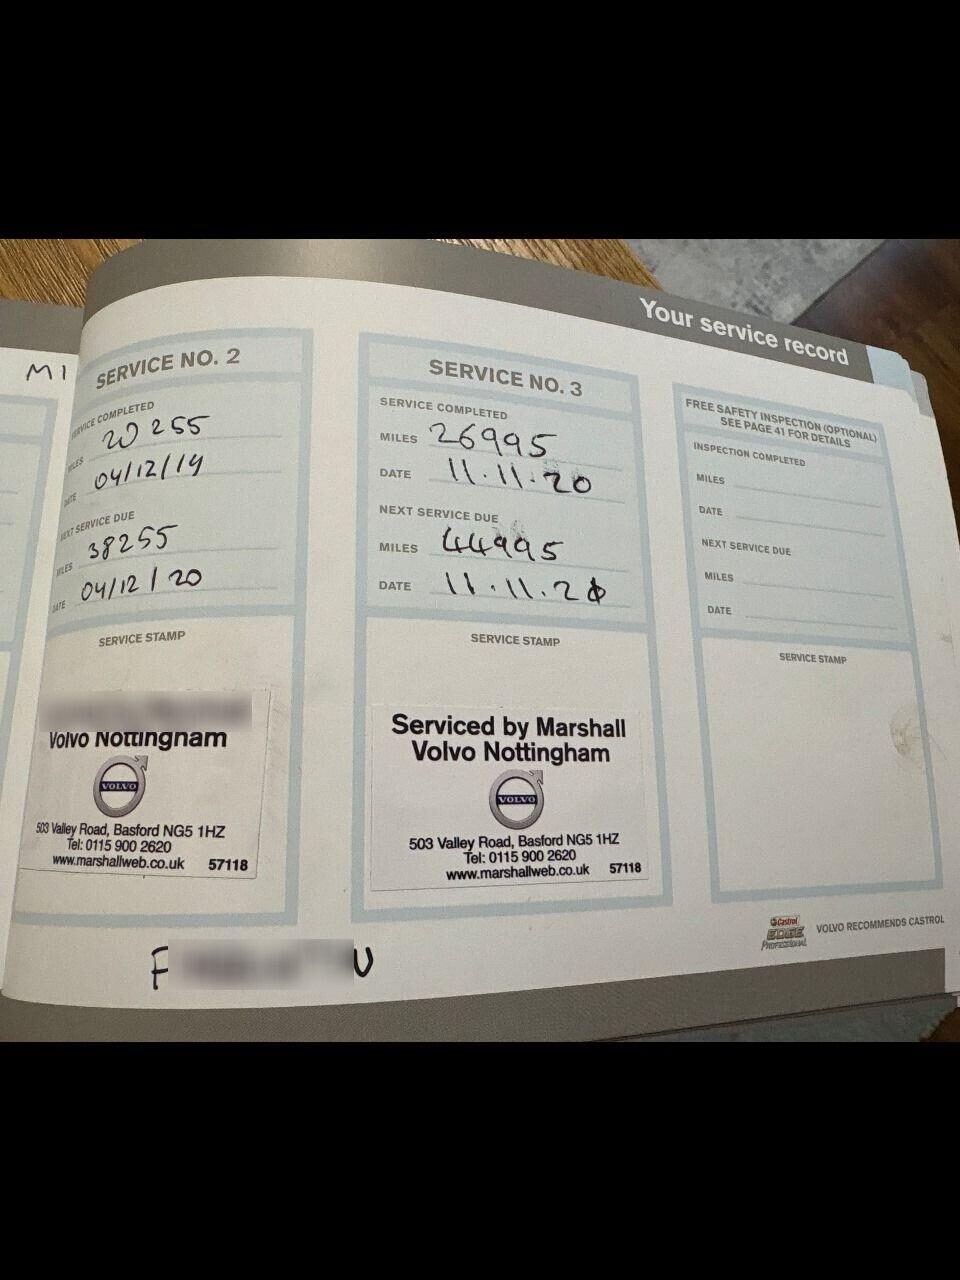 Your service record
M1
SERVICE NO. 2
SERVICE COMPLETED
MILES 20255
DATE 04/12/19
NEXT SERVICE DUE
MILES 38255
DATE 04/12/20
SERVICE STAMP
Volvo Nottingham
VOLVO
503 Valley Road, Basford NG5 1HZ
Tel: 0115 900 2620
www.marshallweb.co.uk 57118
SERVICE NO. 3
SERVICE COMPLETED
MILES 26995
DATE 11.11.20
NEXT SERVICE DUE
MILES 44995
DATE 11.11.21
SERVICE STAMP
Serviced by Marshall
Volvo Nottingham
VOLVO
503 Valley Road, Basford NG5 1HZ
Tel: 0115 900 2620
www.marshallweb.co.uk 57118
FREE SAFETY INSPECTION (OPTIONAL)
SEE PAGE 41 FOR DETAILS
INSPECTION COMPLETED
MILES
DATE
NEXT SERVICE DUE
MILES
DATE
SERVICE STAMP
Castrol
EDGE
PROFESSIONAL
VOLVO RECOMMENDS CASTROL